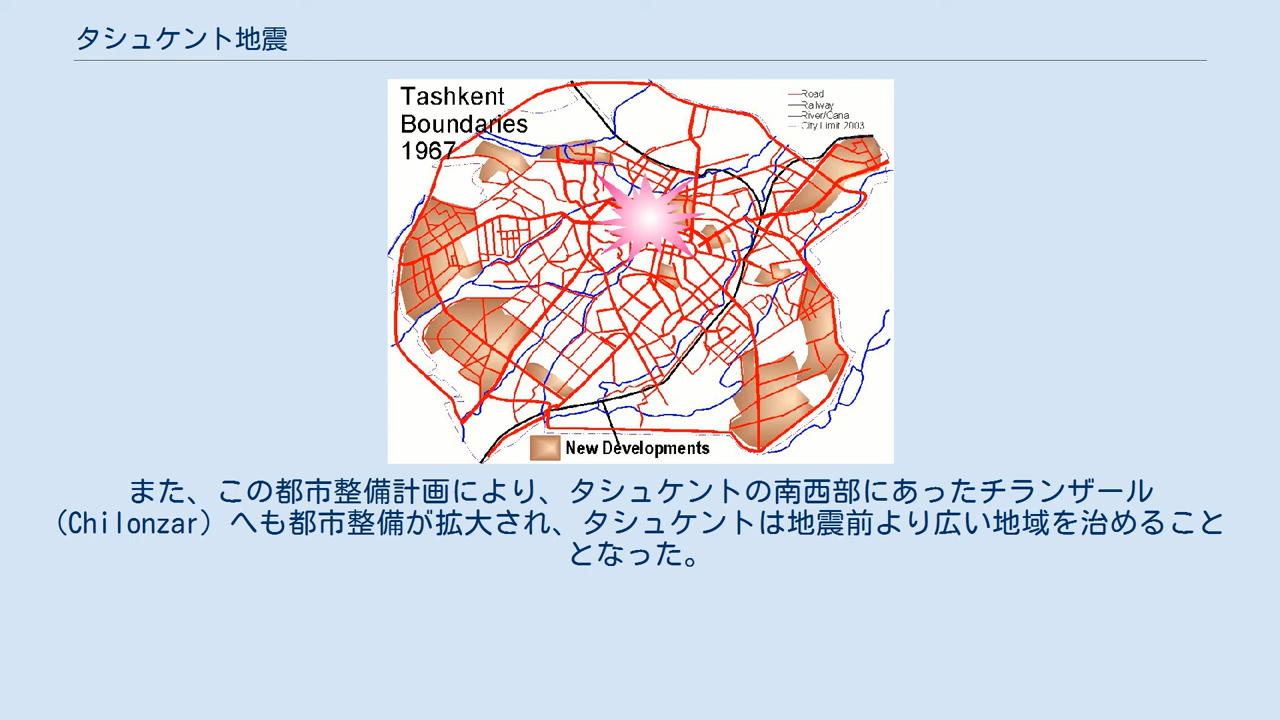 タシュケント地震
Tashkent
Boundaries
1967
Road
Railway
River/Cana
City Limit 2003
New Developments
また、この都市整備計画により、タシュケントの南西部にあったチランザール
（Chilonzar）へも都市整備が拡大され、タシュケントは地震前より広い地域を治めること
となった。